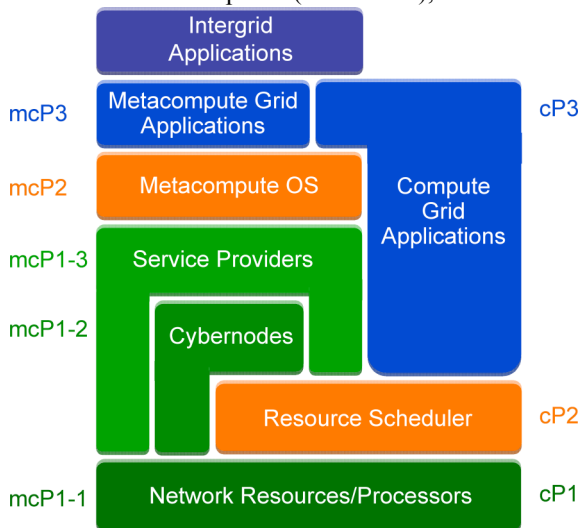 Intergrid
Applications
mcP3
Metacompute Grid
Applications
cP3
mcP2
Metacompute OS
Compute
Grid
Applications
mcP1-3
Service Providers
mcP1-2
Cybernodes
Resource Scheduler
cP2
mcP1-1
Network Resources/Processors
cP1